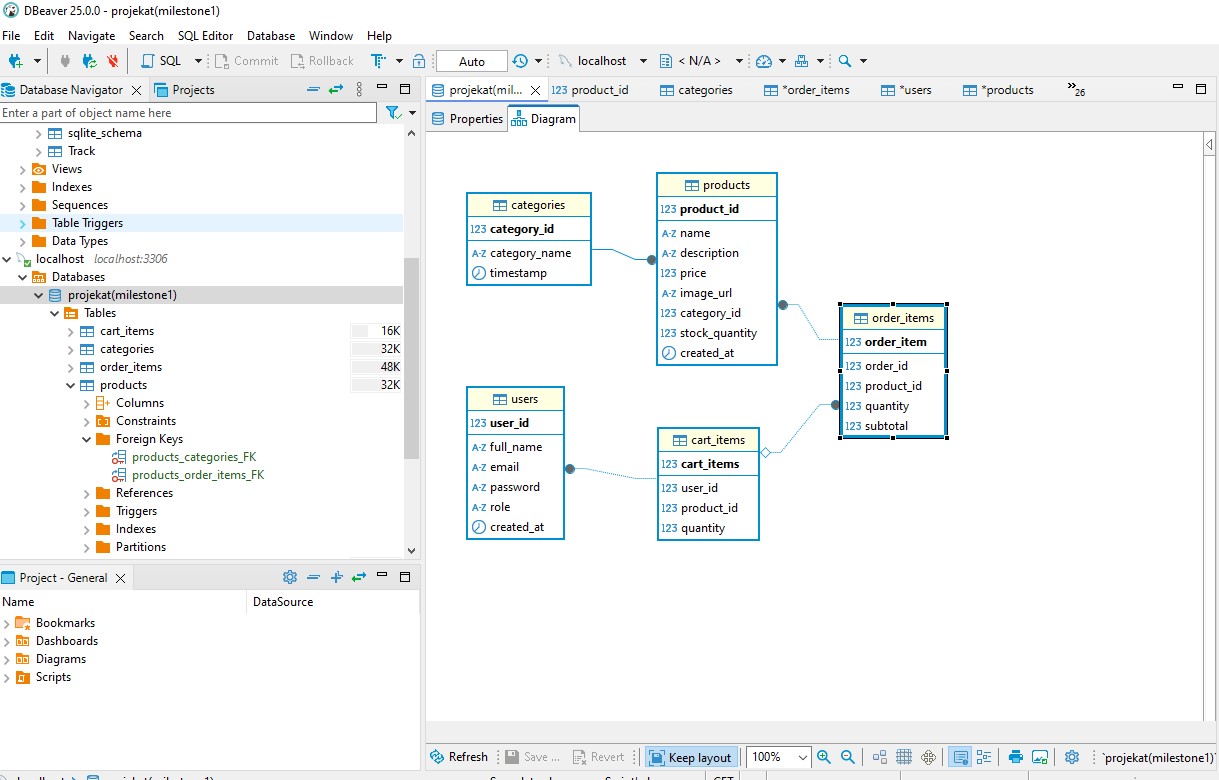 DBeaver 25.0.0 - projekat(milestone1)
File Edit Navigate Search SQL Editor Database Window Help
SQL Commit Rollback Auto localhost < N/A >
Database Navigator Projects
Enter a part of object name here
sqlite_schema
Track
Views
Indexes
Sequences
Table Triggers
Data Types
localhost localhost:3306
Databases
projekat(milestone1)
Tables
cart_items 16K
categories 32K
order_items 48K
products 32K
Columns
Constraints
Foreign Keys
products_categories_FK
products_order_items_FK
References
Triggers
Indexes
Partitions
Project - General
Name DataSource
Bookmarks
Dashboards
Diagrams
Scripts
projekat(mil... 123 product_id categories *order_items *users *products »26
Properties Diagram
categories
123 category_id
A-Z category_name
timestamp
products
123 product_id
A-Z name
A-Z description
123 price
A-Z image_url
123 category_id
123 stock_quantity
created_at
order_items
123 order_item
123 order_id
123 product_id
123 quantity
123 subtotal
users
123 user_id
A-Z full_name
A-Z email
A-Z password
A-Z role
created_at
cart_items
123 cart_items
123 user_id
123 product_id
123 quantity
Refresh Save ... Revert Keep layout 100% `projekat(milestone1)`